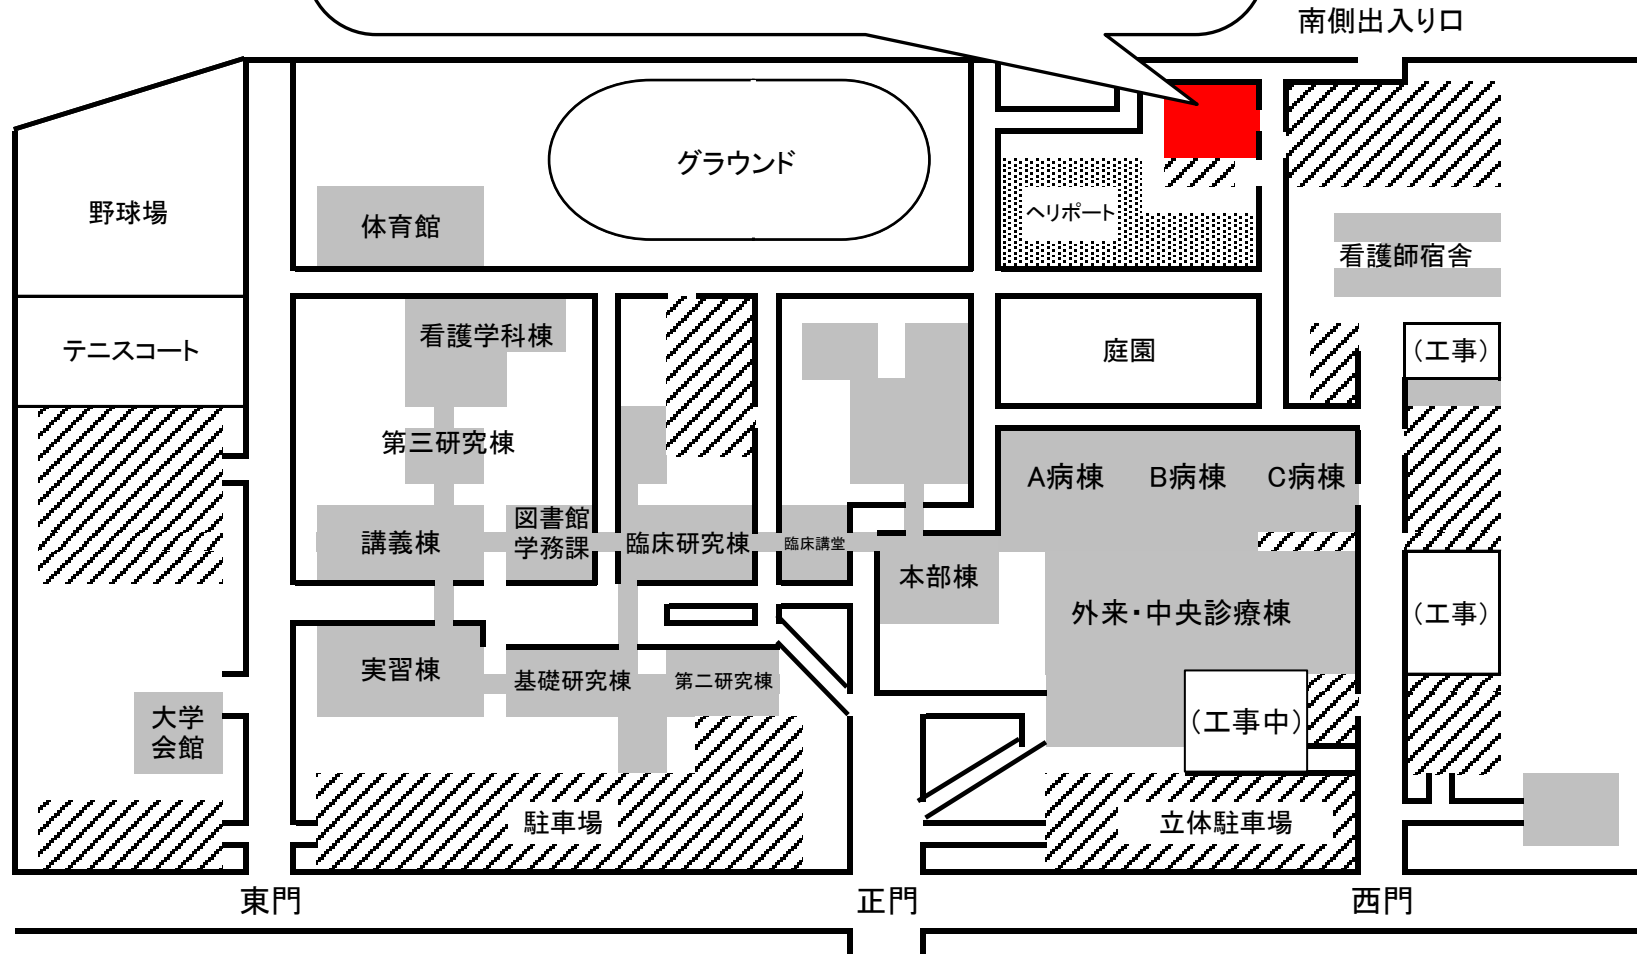 南側出入り口
グラウンド
野球場
体育館
ヘリポート
看護師宿舎
看護学科棟
テニスコート
庭園
（工事）
第三研究棟
A病棟
B病棟
C病棟
図書館
学務課
講義棟
臨床研究棟
臨床講堂
本部棟
外来・中央診療棟
（工事）
実習棟
基礎研究棟
第二研究棟
大学
会館
（工事中）
駐車場
立体駐車場
東門
正門
西門